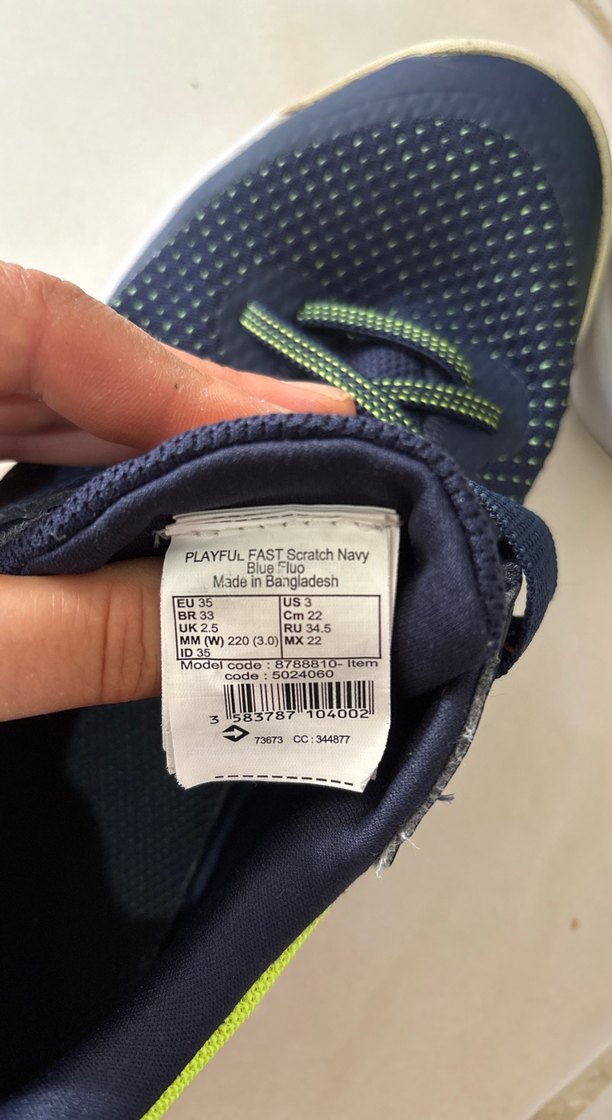 PLAYFUL FAST Scratch Navy
Blue Fluo
Made in Bangladesh
EU 35 US 3
BR 33 Cm 22
UK 2.5 RU 34.5
MM (W) 220 (3.0) MX 22
ID 35
Model code : 8788810- Item
code : 5024060
3 583787 104002
73673 CC : 344877